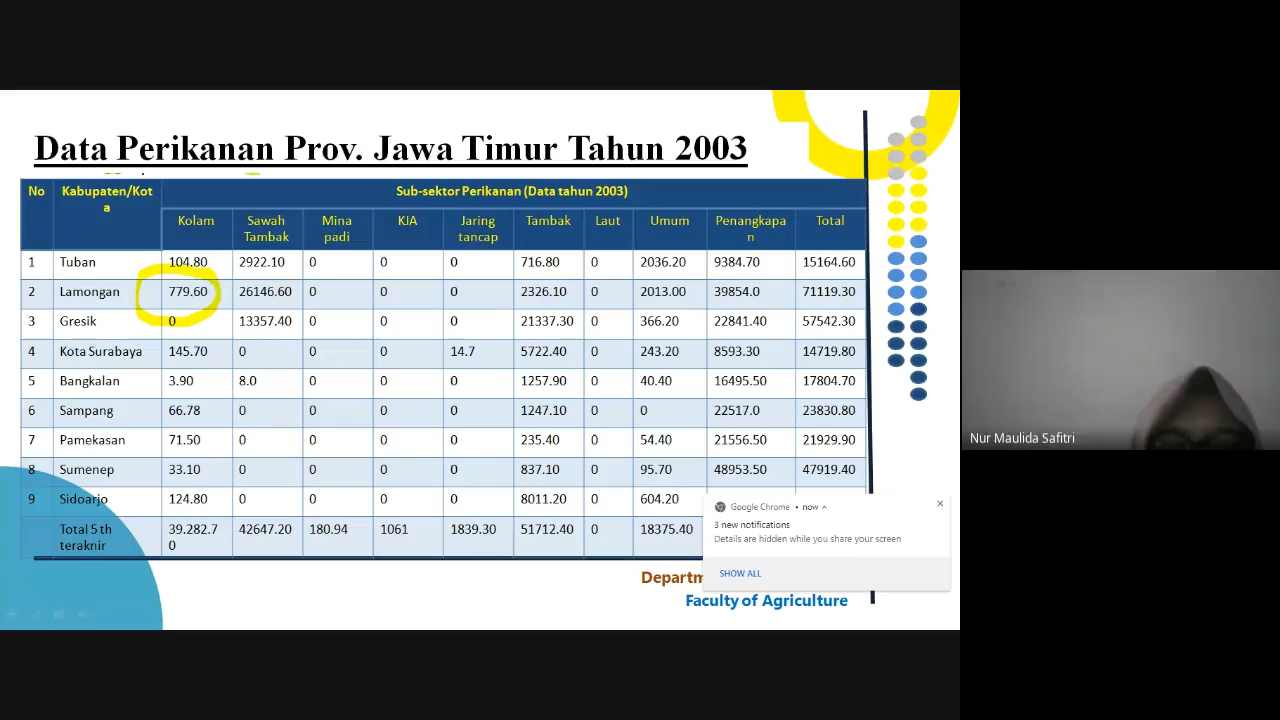 Data Perikanan Prov. Jawa Timur Tahun 2003
No Kabupaten/Kot Sub-sektor Perikanan (Data tahun 2003)
a
Kolam Sawah Mina KJA Jaring Tambak Laut Umum Penangkapa Total
Tambak padi tancap n
1 Tuban 104.80 2922.10 0 0 0 716.80 0 2036.20 9384.70 15164.60
2 Lamongan 779.60 26146.60 0 0 0 2326.10 0 2013.00 39854.0 71119.30
3 Gresik 0 13357.40 0 0 0 21337.30 0 366.20 22841.40 57542.30
4 Kota Surabaya 145.70 0 0 0 14.7 5722.40 0 243.20 8593.30 14719.80
5 Bangkalan 3.90 8.0 0 0 0 1257.90 0 40.40 16495.50 17804.70
6 Sampang 66.78 0 0 0 0 1247.10 0 0 22517.0 23830.80
7 Pamekasan 71.50 0 0 0 0 235.40 0 54.40 21556.50 21929.90
8 Sumenep 33.10 0 0 0 0 837.10 0 95.70 48953.50 47919.40
9 Sidoarjo 124.80 0 0 0 0 8011.20 0 604.20
Total 5 th 39.282.7 42647.20 180.94 1061 1839.30 51712.40 0 18375.40
terakhir 0
Google Chrome • now
3 new notifications
Details are hidden while you share your screen
SHOW ALL
Departm
Faculty of Agriculture
Nur Maulida Safitri